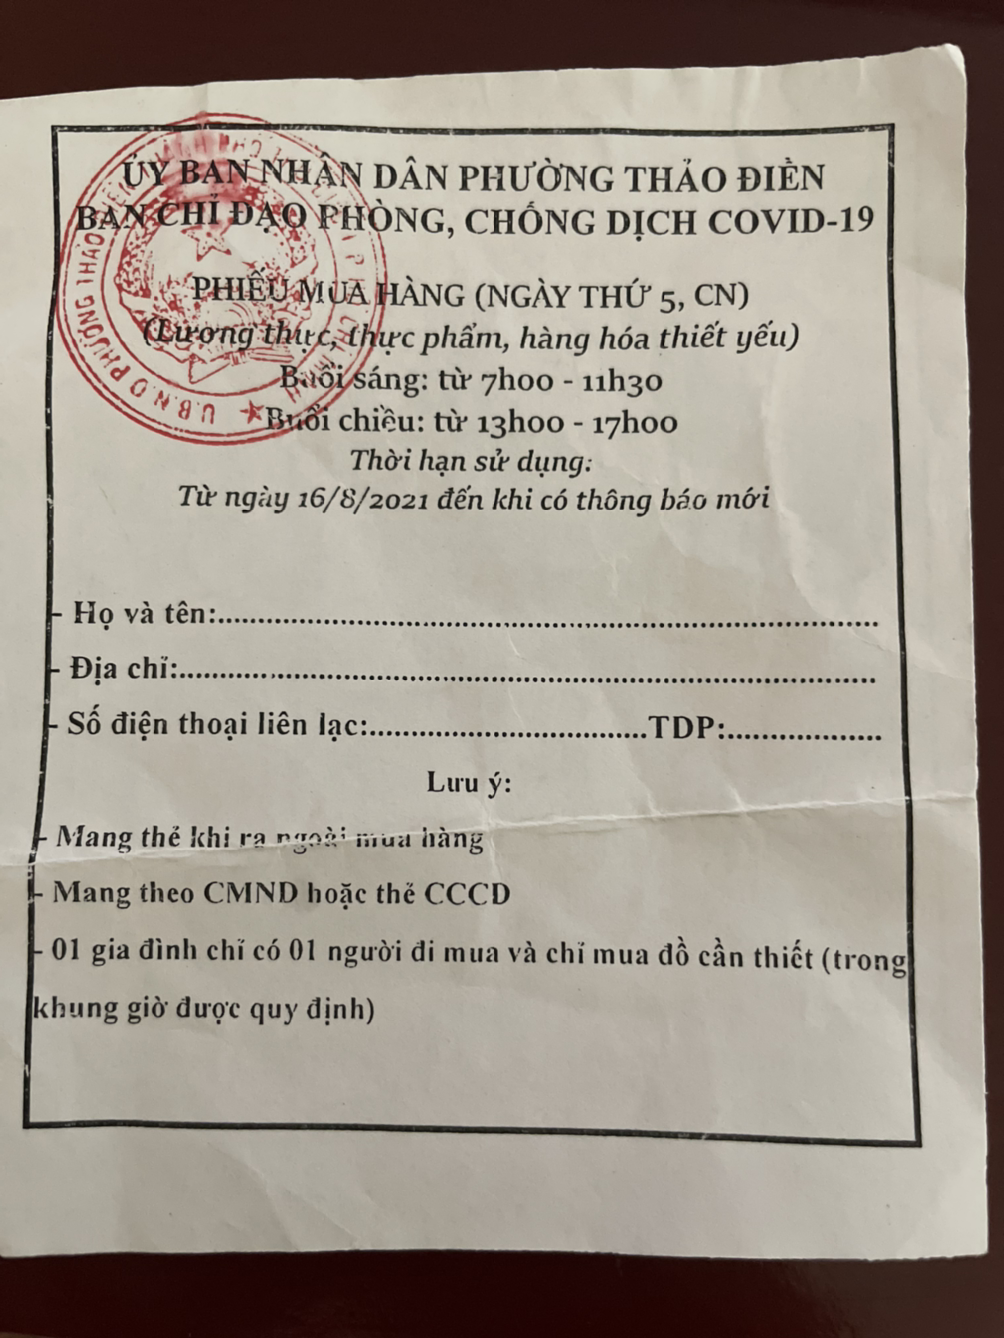 ỦY BAN NHÂN DÂN PHƯỜNG THẢO ĐIỀN
BAN CHỈ ĐẠO PHÒNG, CHỐNG DỊCH COVID-19
PHIẾU MUA HÀNG (NGÀY THỨ 5, CN)
(Lương thực, thực phẩm, hàng hóa thiết yếu)
Buổi sáng: từ 7h00 - 11h30
Buổi chiều: từ 13h00 - 17h00
Thời hạn sử dụng:
Từ ngày 16/8/2021 đến khi có thông báo mới
- Họ và tên:..........................................................................
- Địa chỉ:..............................................................................
- Số điện thoại liên lạc:..................................TDP:...................
Lưu ý:
- Mang thẻ khi ra ngoài mua hàng
- Mang theo CMND hoặc thẻ CCCD
- 01 gia đình chỉ có 01 người đi mua và chỉ mua đồ cần thiết (trong
khung giờ được quy định)
U.B.N.D PHƯỜNG THẢO